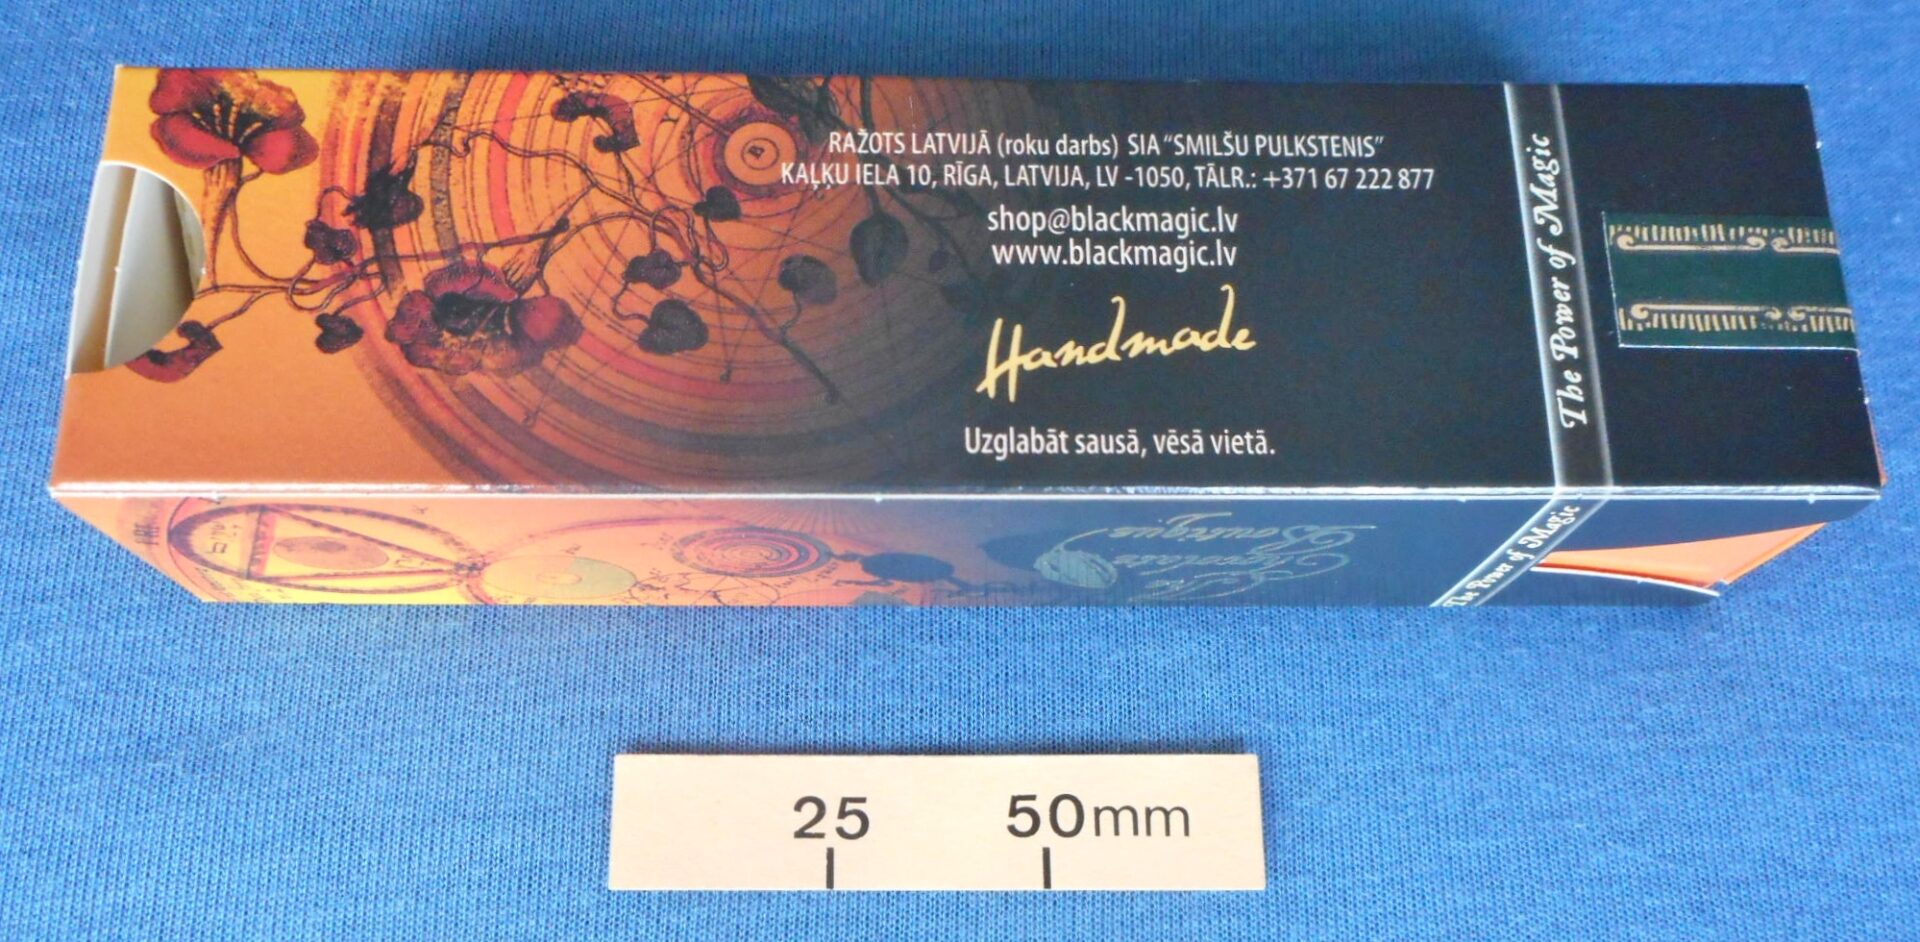 RAŽOTS LATVIJĀ (roku darbs) SIA “SMILŠU PULKSTENIS”
KAĻĶU IELA 10, RĪGA, LATVIJA, LV -1050, TĀLR.: +371 67 222 877
shop@blackmagic.lv
www.blackmagic.lv
Handmade
Uzglabāt sausā, vēsā vietā.
The Power of Magic
The Power of Magic
25 50mm